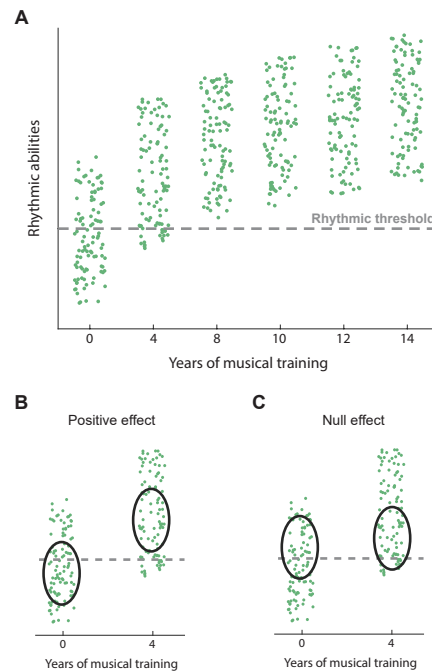 A
Rhythmic abilities
Rhythmic threshold
0 4 8 10 12 14
Years of musical training
B
Positive effect
0 4
Years of musical training
C
Null effect
0 4
Years of musical training